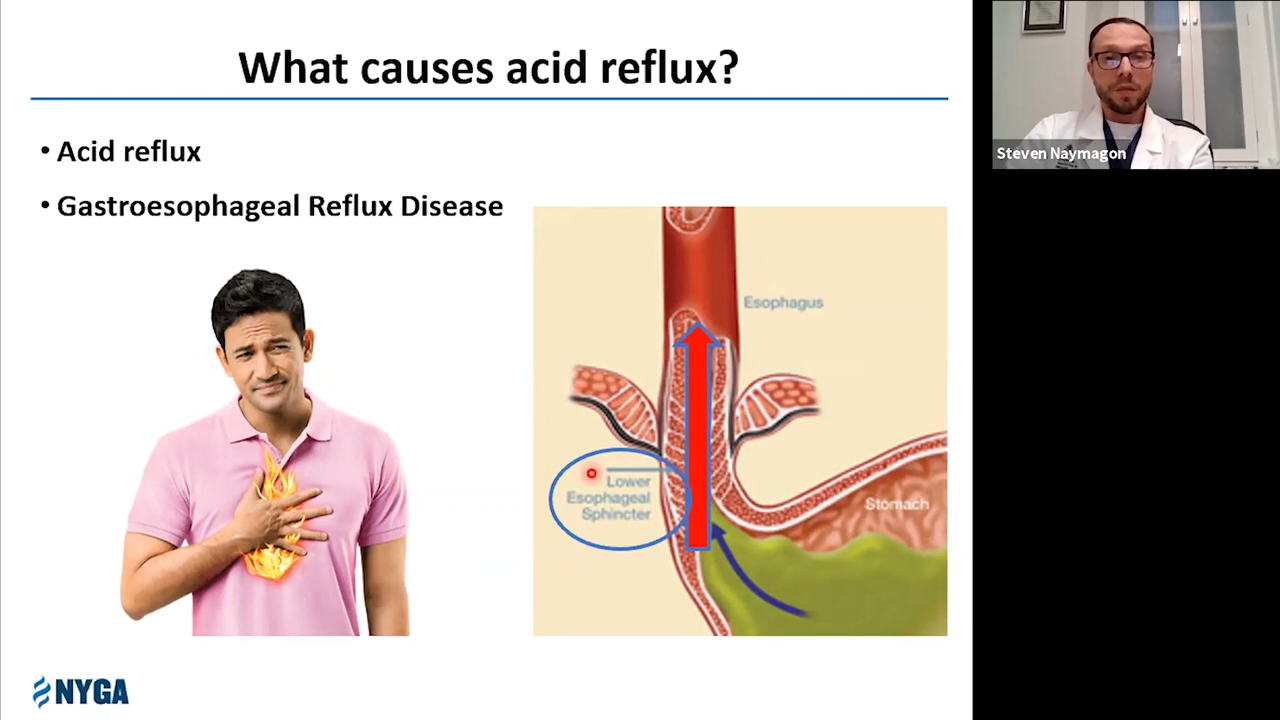 What causes acid reflux?
• Acid reflux
• Gastroesophageal Reflux Disease
Esophagus
Lower
Esophageal
Sphincter
Stomach
NYGA
Steven Naymagon